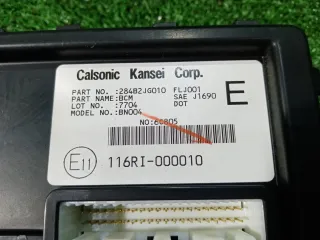 Calsonic Kansei Corp.
PART NO. :284B2JG010 FLJ001
PART NAME:BCM SAE J1690
LOT NO. :7704 DOT
MODEL NO.:BN004
E
NO:60805
E11 116RI-000010